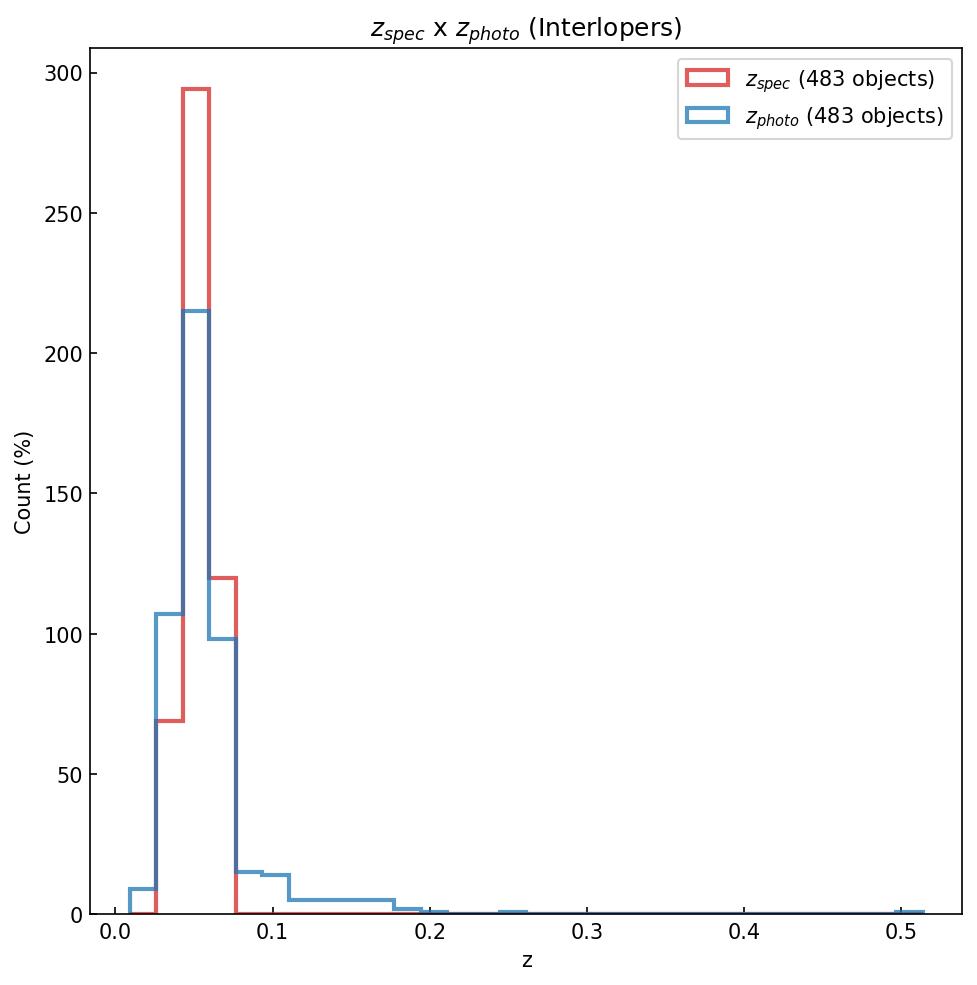 z_spec x z_photo (Interlopers)
z_spec (483 objects)
z_photo (483 objects)
Count (%)
300
250
200
150
100
50
0
0.0 0.1 0.2 0.3 0.4 0.5
z